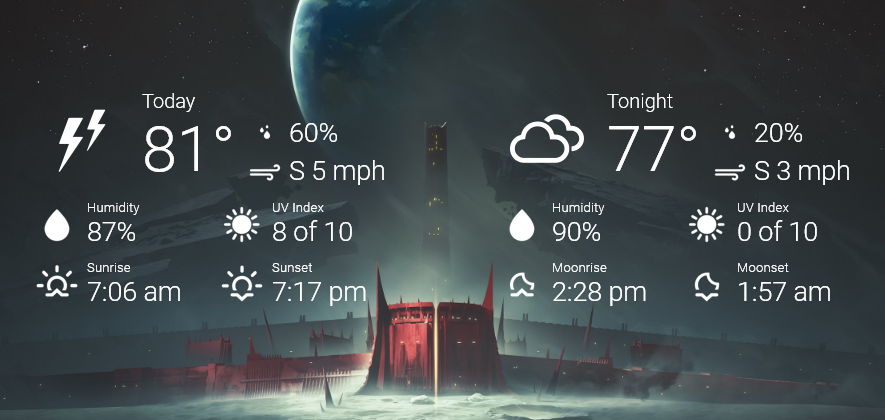 Today
81°
60%
S 5 mph
Humidity
87%
UV Index
8 of 10
Sunrise
7:06 am
Sunset
7:17 pm
Tonight
77°
20%
S 3 mph
Humidity
90%
UV Index
0 of 10
Moonrise
2:28 pm
Moonset
1:57 am